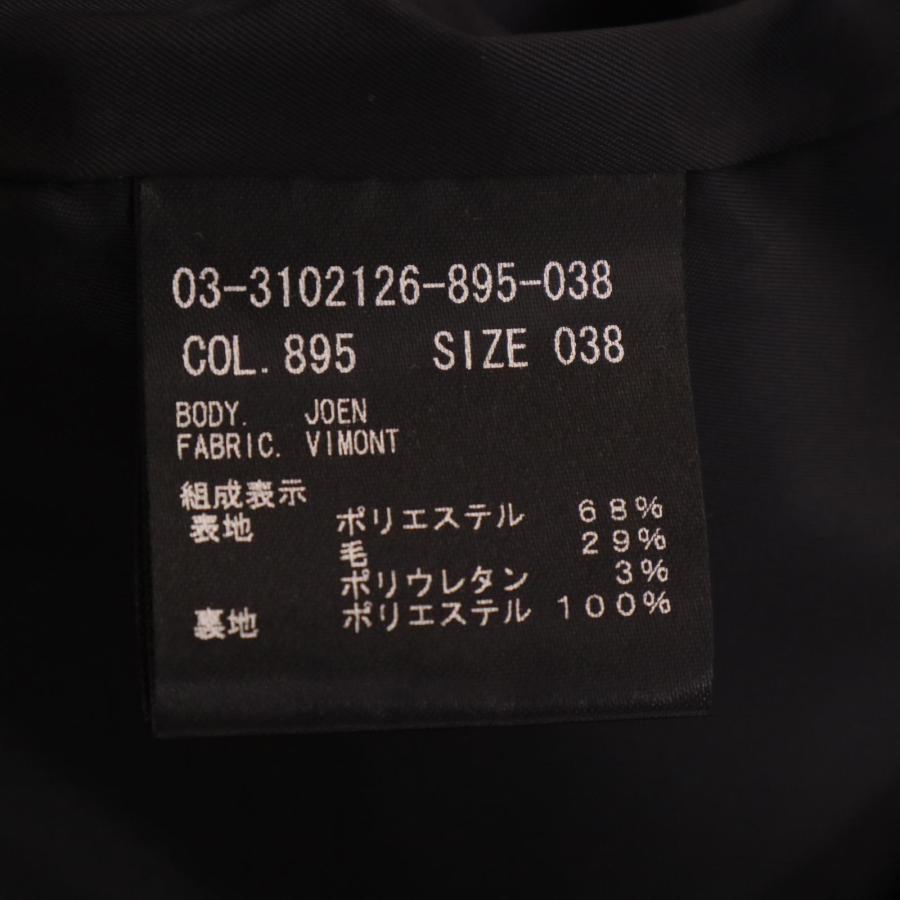 03-3102126-895-038
COL. 895 SIZE 038
BODY. JOEN
FABRIC. VIMONT
組成表示
表地 ポリエステル 68%
毛 29%
ポリウレタン 3%
裏地 ポリエステル 100%